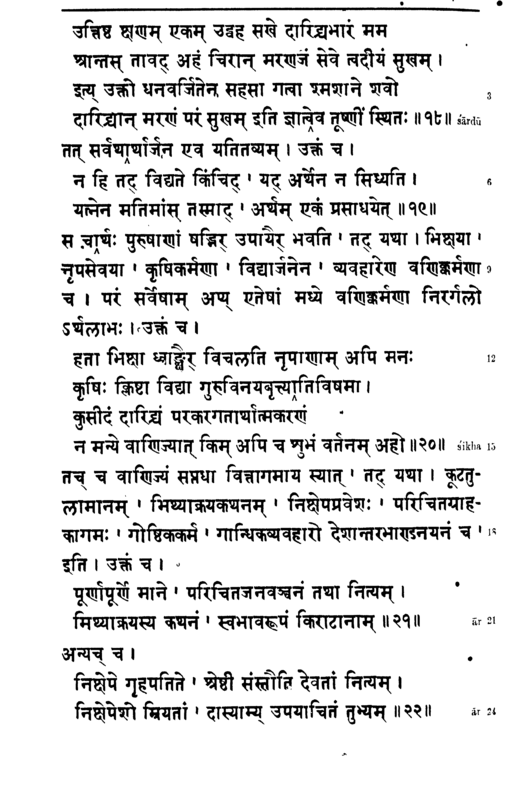 उत्तिष्ठ क्षणम् एकम् उद्वह सखे दारिद्र्यभारं मम
श्रान्तस् तावद् अहं चिरान् मरणजं सेवे त्वदीयं सुखम् ।
इत्य् उक्तो धनवर्जितेन सहसा गत्वा श्मशाने शवो 3
दारिद्र्यान् मरणं परं सुखम् इति ज्ञात्वेव तूष्णीं स्थितः ॥१८॥ śārdū
तत् सर्वथार्थार्जन एव यतितव्यम् । उक्तं च ।
न हि तद् विद्यते किंचिद् ' यद् अर्थेन न सिध्यति । 6
यत्नेन मतिमांस् तस्माद् ' अर्थम् एकं प्रसाधयेत् ॥१९॥
स चार्थः पुरुषाणां षड्भिर् उपायैर् भवति ' तद् यथा । भिक्षया '
नृपसेवया ' कृषिकर्मणा ' विद्यार्जनेन ' व्यवहारेण वणिक्कर्मणा 9
च । परं सर्वेषाम् अप्य् एतेषां मध्ये वणिक्कर्मणा निरर्गलो
ऽर्थलाभः । उक्तं च ।
हता भिक्षा ध्वाङ्क्षैर् विचलति नृपाणाम् अपि मनः 12
कृषिः क्लिष्टा विद्या गुरुविनयवृत्त्यातिविषमा ।
कुसीदं दारिद्र्यं परकरगतार्थात्मकरणं
न मन्ये वाणिज्यात् किम् अपि च शुभं वर्तनम् अहो ॥२०॥ śikha 15
तच् च वाणिज्यं सप्तधा वित्तागमाय स्यात् ' तद् यथा । कूटतु-
लामानम् ' मिथ्याक्रयकथनम् ' निक्षेपप्रवेशः ' परिचितग्राह-
कागमः ' गोष्ठिककर्म ' गान्धिकव्यवहारो देशान्तरभाण्डनयनं च ' 18
इति । उक्तं च ।
पूर्णापूर्णे माने ' परिचितजनवञ्चनं तथा नित्यम् ।
मिथ्याक्रयस्य कथनं ' स्वभावरूपं किराटानाम् ॥२१॥ ār 21
अन्यच् च ।
निक्षेपे गृहपतिते ' श्रेष्ठी संस्तौति देवतां नित्यम् ।
निक्षेपेशो म्रियतां ' दास्याम्य् उपयाचितं तुभ्यम् ॥२२॥ ār 24